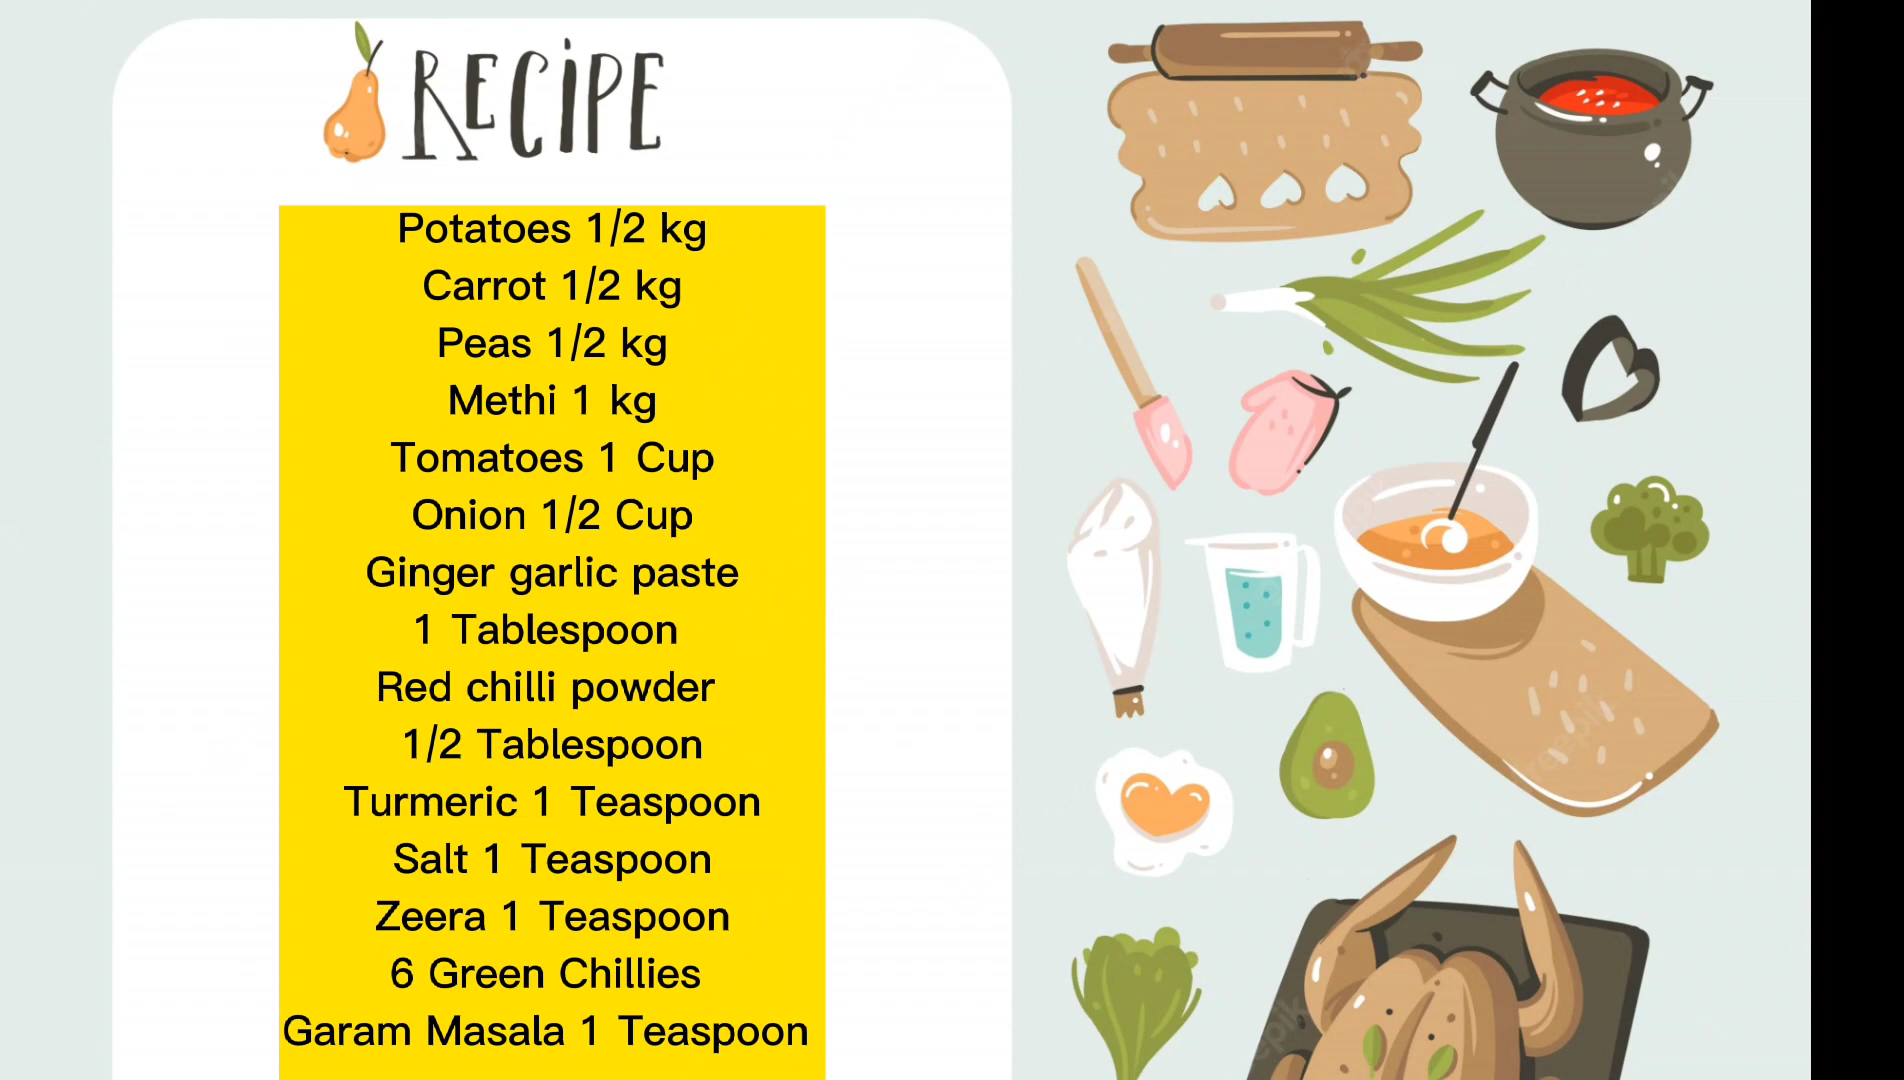 RECIPE
Potatoes 1/2 kg
Carrot 1/2 kg
Peas 1/2 kg
Methi 1 kg
Tomatoes 1 Cup
Onion 1/2 Cup
Ginger garlic paste
1 Tablespoon
Red chilli powder
1/2 Tablespoon
Turmeric 1 Teaspoon
Salt 1 Teaspoon
Zeera 1 Teaspoon
6 Green Chillies
Garam Masala 1 Teaspoon